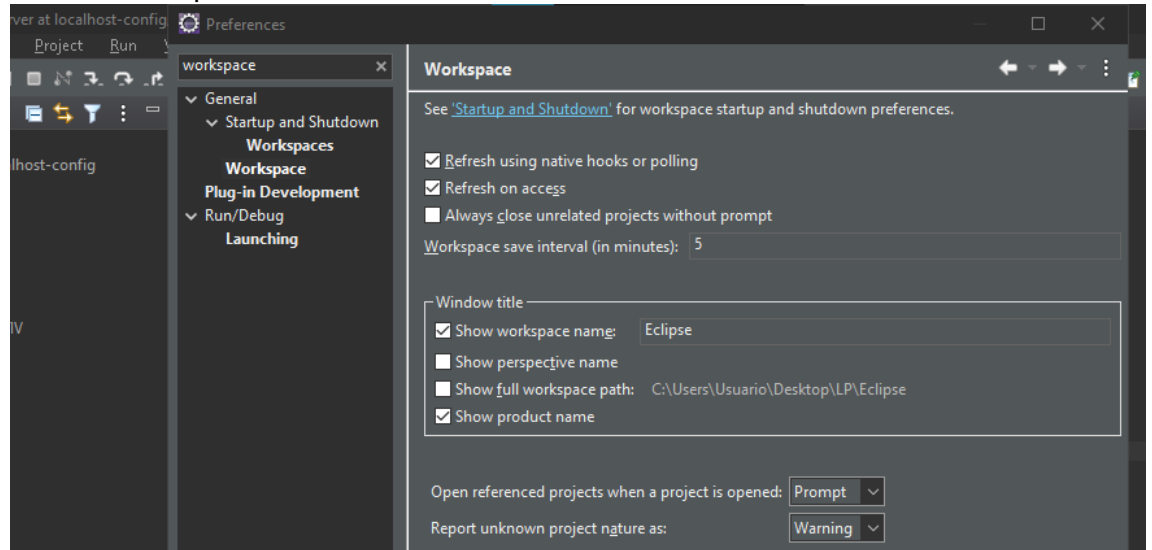 rver at localhost-config
Preferences
Project Run
workspace
Workspace
General
See 'Startup and Shutdown' for workspace startup and shutdown preferences.
Startup and Shutdown
Workspaces
lhost-config
Refresh using native hooks or polling
Workspace
Refresh on access
Plug-in Development
Always close unrelated projects without prompt
Run/Debug
Launching
Workspace save interval (in minutes): 5
Window title
IV
Show workspace name: Eclipse
Show perspective name
Show full workspace path: C:\Users\Usuario\Desktop\LP\Eclipse
Show product name
Open referenced projects when a project is opened: Prompt
Report unknown project nature as: Warning